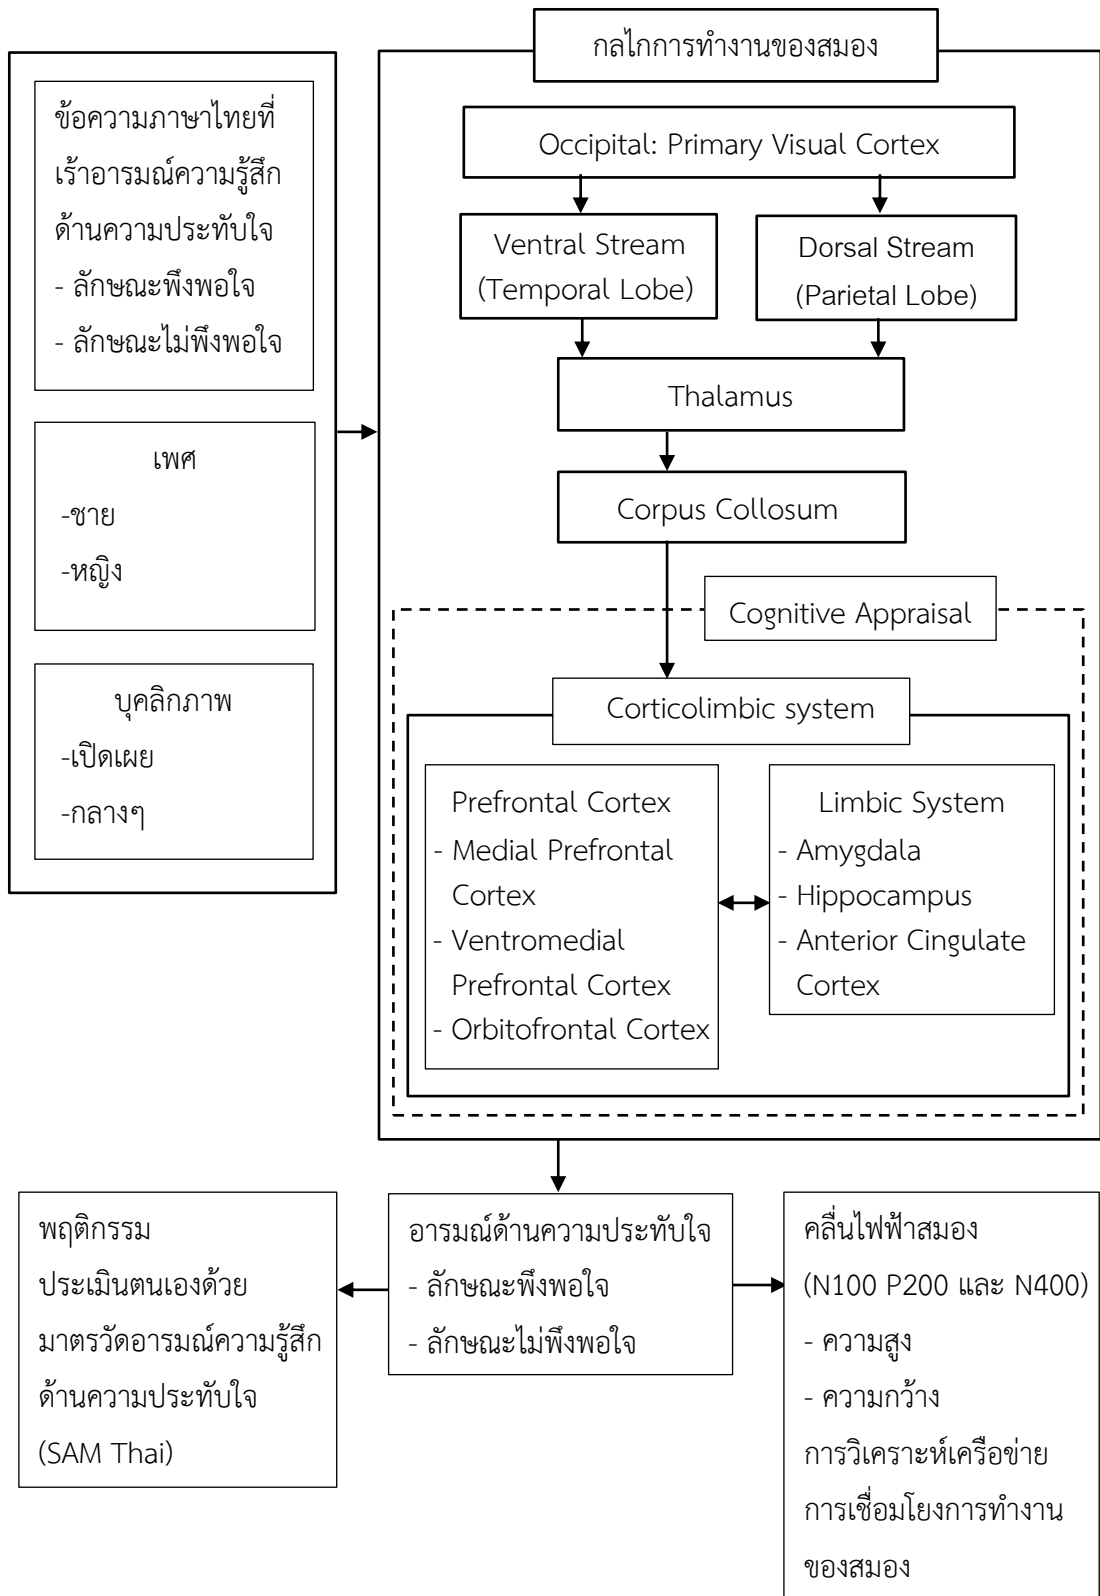 ข้อความภาษาไทยที่
เร้าอารมณ์ความรู้สึก
ด้านความประทับใจ
- ลักษณะพึงพอใจ
- ลักษณะไม่พึงพอใจ
เพศ
-ชาย
-หญิง
บุคลิกภาพ
-เปิดเผย
-กลางๆ
กลไกการทำงานของสมอง
Occipital: Primary Visual Cortex
Ventral Stream
(Temporal Lobe)
Dorsal Stream
(Parietal Lobe)
Thalamus
Corpus Collosum
Cognitive Appraisal
Corticolimbic system
Prefrontal Cortex
- Medial Prefrontal
Cortex
- Ventromedial
Prefrontal Cortex
- Orbitofrontal Cortex
Limbic System
- Amygdala
- Hippocampus
- Anterior Cingulate
Cortex
พฤติกรรม
ประเมินตนเองด้วย
มาตรวัดอารมณ์ความรู้สึก
ด้านความประทับใจ
(SAM Thai)
อารมณ์ด้านความประทับใจ
- ลักษณะพึงพอใจ
- ลักษณะไม่พึงพอใจ
คลื่นไฟฟ้าสมอง
(N100 P200 และ N400)
- ความสูง
- ความกว้าง
การวิเคราะห์เครือข่าย
การเชื่อมโยงการทำงาน
ของสมอง